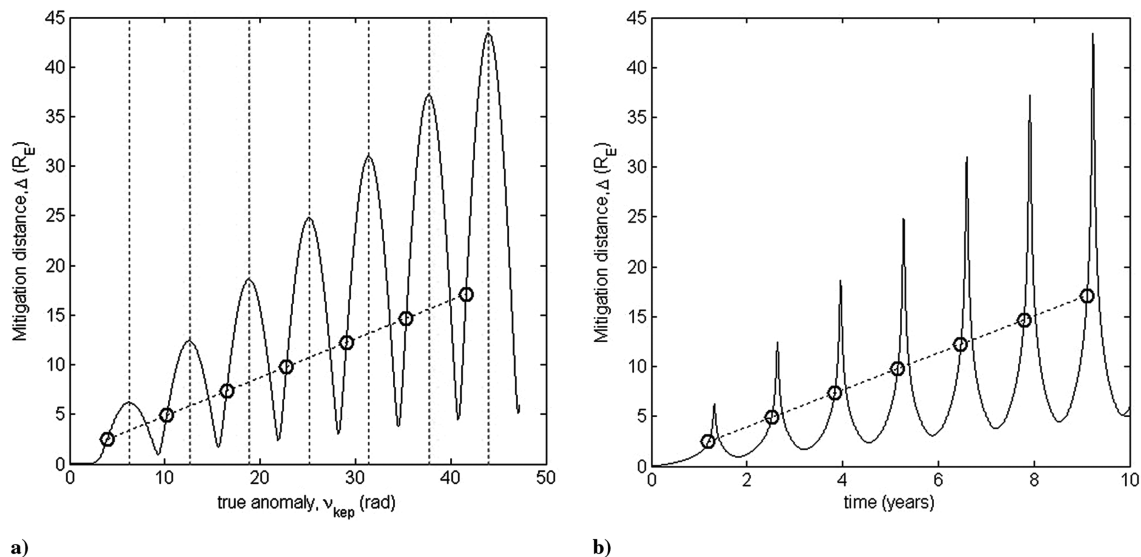 45
40
35
30
25
20
15
10
5
0
Mitigation distance, Δ (R_E)
0 10 20 30 40 50
true anomaly, ν_kep (rad)
a)
45
40
35
30
25
20
15
10
5
0
Mitigation distance, Δ (R_E)
0 2 4 6 8 10
time (years)
b)